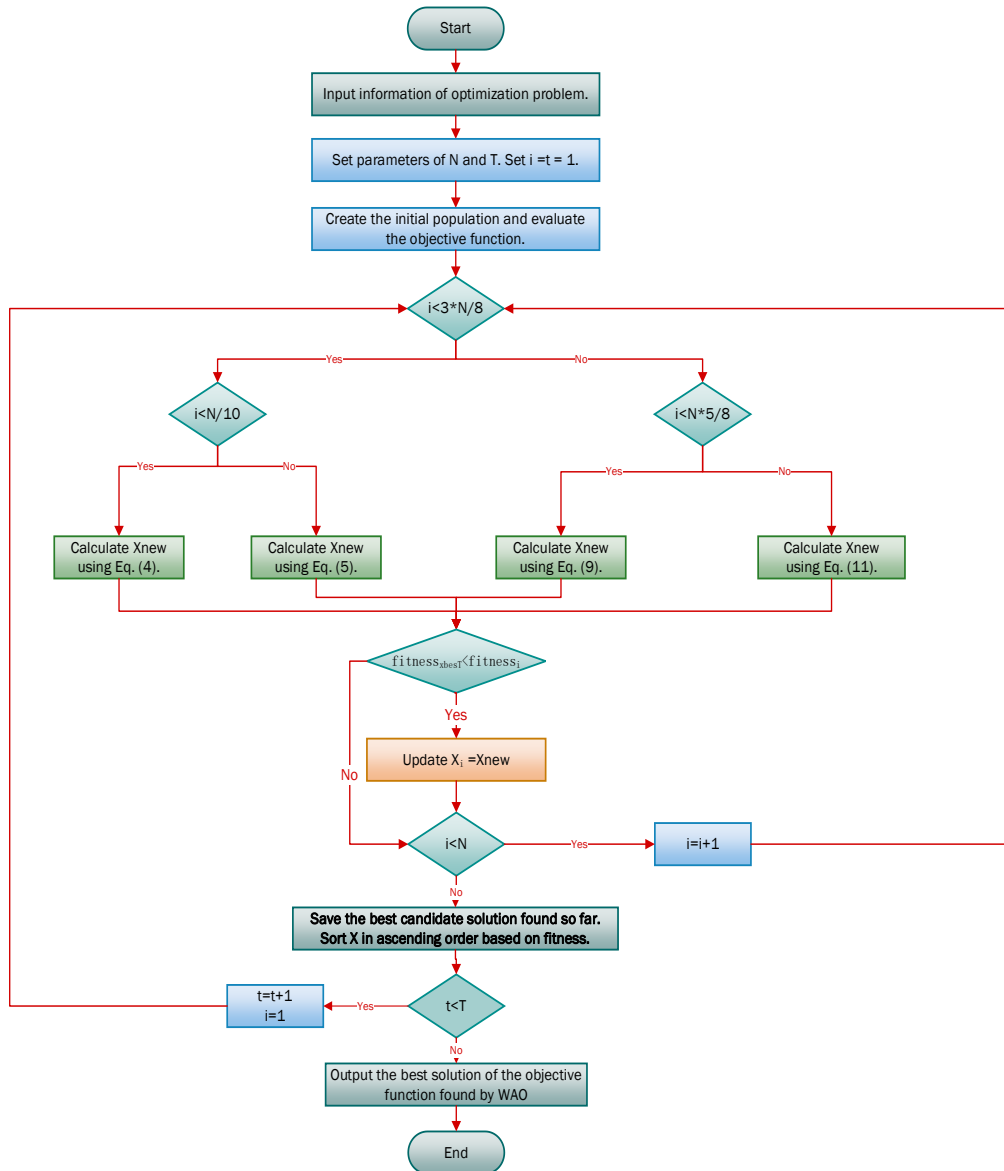 Start
Input information of optimization problem.
Set parameters of N and T. Set i =t = 1.
Create the initial population and evaluate
the objective function.
i<3*N/8
Yes
No
i<N/10
i<N*5/8
Yes
No
Yes
No
Calculate Xnew
using Eq. (4).
Calculate Xnew
using Eq. (5).
Calculate Xnew
using Eq. (9).
Calculate Xnew
using Eq. (11).
fitnessxbesT<fitnessi
Yes
No
Update Xi =Xnew
i<N
Yes
i=i+1
No
Save the best candidate solution found so far.
Sort X in ascending order based on fitness.
t<T
Yes
t=t+1
i=1
No
Output the best solution of the objective
function found by WAO
End